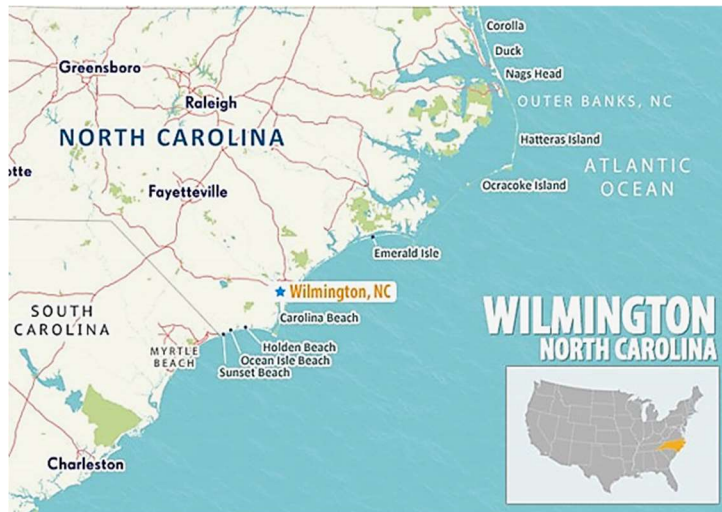 Corolla
Duck
Nags Head
Greensboro
Raleigh
OUTER BANKS, NC
NORTH CAROLINA
Hatteras Island
ATLANTIC
OCEAN
otte
Fayetteville
Ocracoke Island
Emerald Isle
Wilmington, NC
SOUTH
CAROLINA
Carolina Beach
WILMINGTON
NORTH CAROLINA
MYRTLE
BEACH
Holden Beach
Ocean Isle Beach
Sunset Beach
Charleston